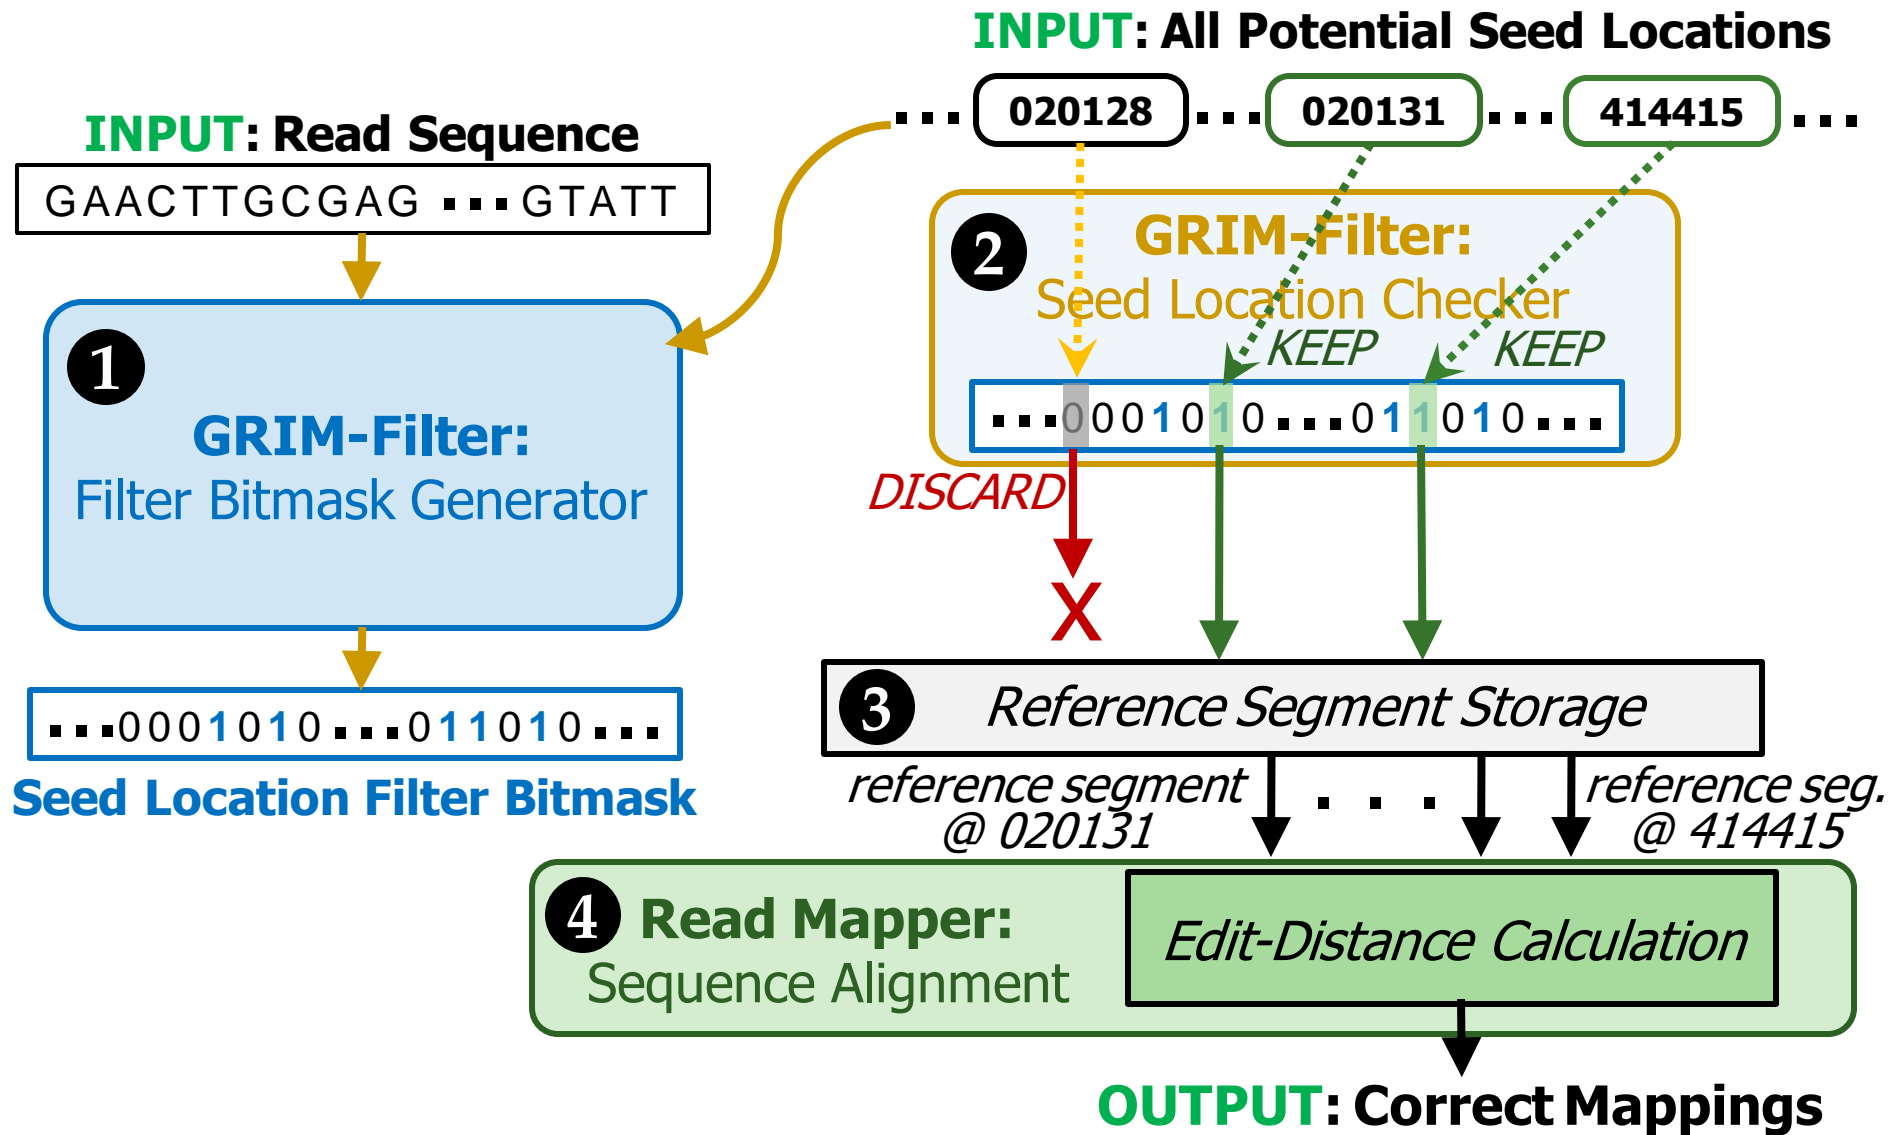 INPUT: All Potential Seed Locations
... 020128 ... 020131 ... 414415 ...
INPUT: Read Sequence
GAACTTGCGAG ... GTATT
1
GRIM-Filter:
Filter Bitmask Generator
...0001010...011010...
Seed Location Filter Bitmask
2
GRIM-Filter:
Seed Location Checker
KEEP KEEP
...0001010...011010...
DISCARD
X
3 Reference Segment Storage
reference segment
@ 020131
. . .
reference seg.
@ 414415
4 Read Mapper:
Sequence Alignment
Edit-Distance Calculation
OUTPUT: Correct Mappings